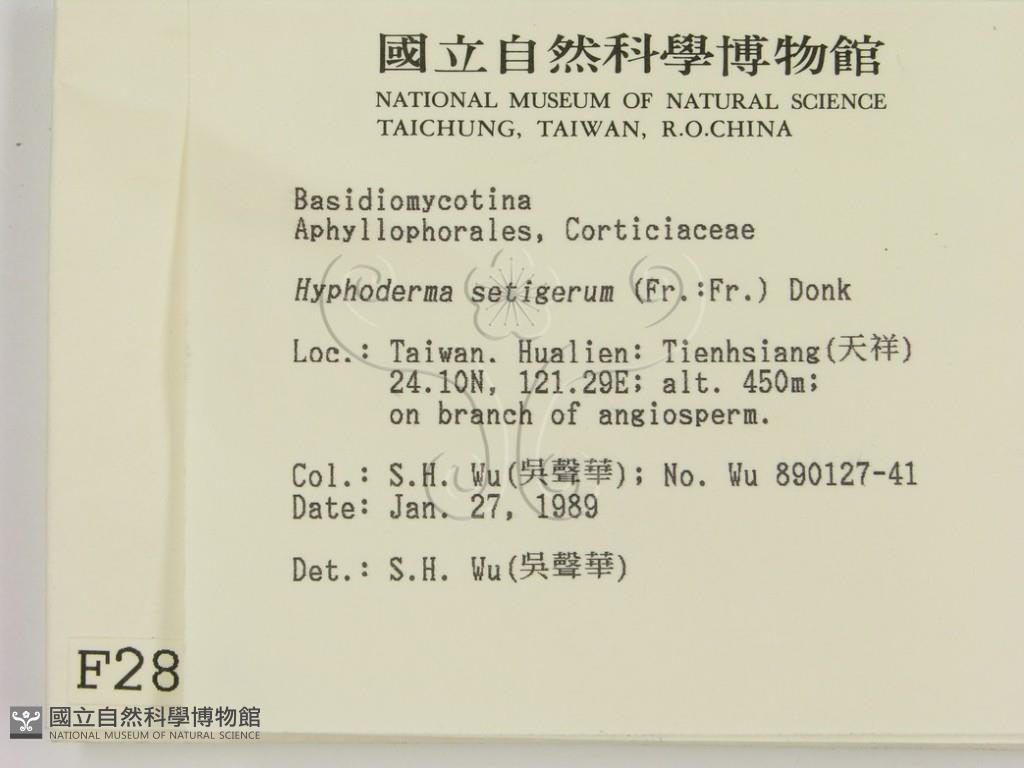 國立自然科學博物館
NATIONAL MUSEUM OF NATURAL SCIENCE
TAICHUNG, TAIWAN, R.O.CHINA
Basidiomycotina
Aphyllophorales, Corticiaceae
Hyphoderma setigerum (Fr.:Fr.) Donk
Loc.: Taiwan. Hualien: Tienhsiang(天祥)
24.10N, 121.29E; alt. 450m;
on branch of angiosperm.
Col.: S.H. Wu(吳聲華); No. Wu 890127-41
Date: Jan. 27, 1989
Det.: S.H. Wu(吳聲華)
F28
國立自然科學博物館
NATIONAL MUSEUM OF NATURAL SCIENCE